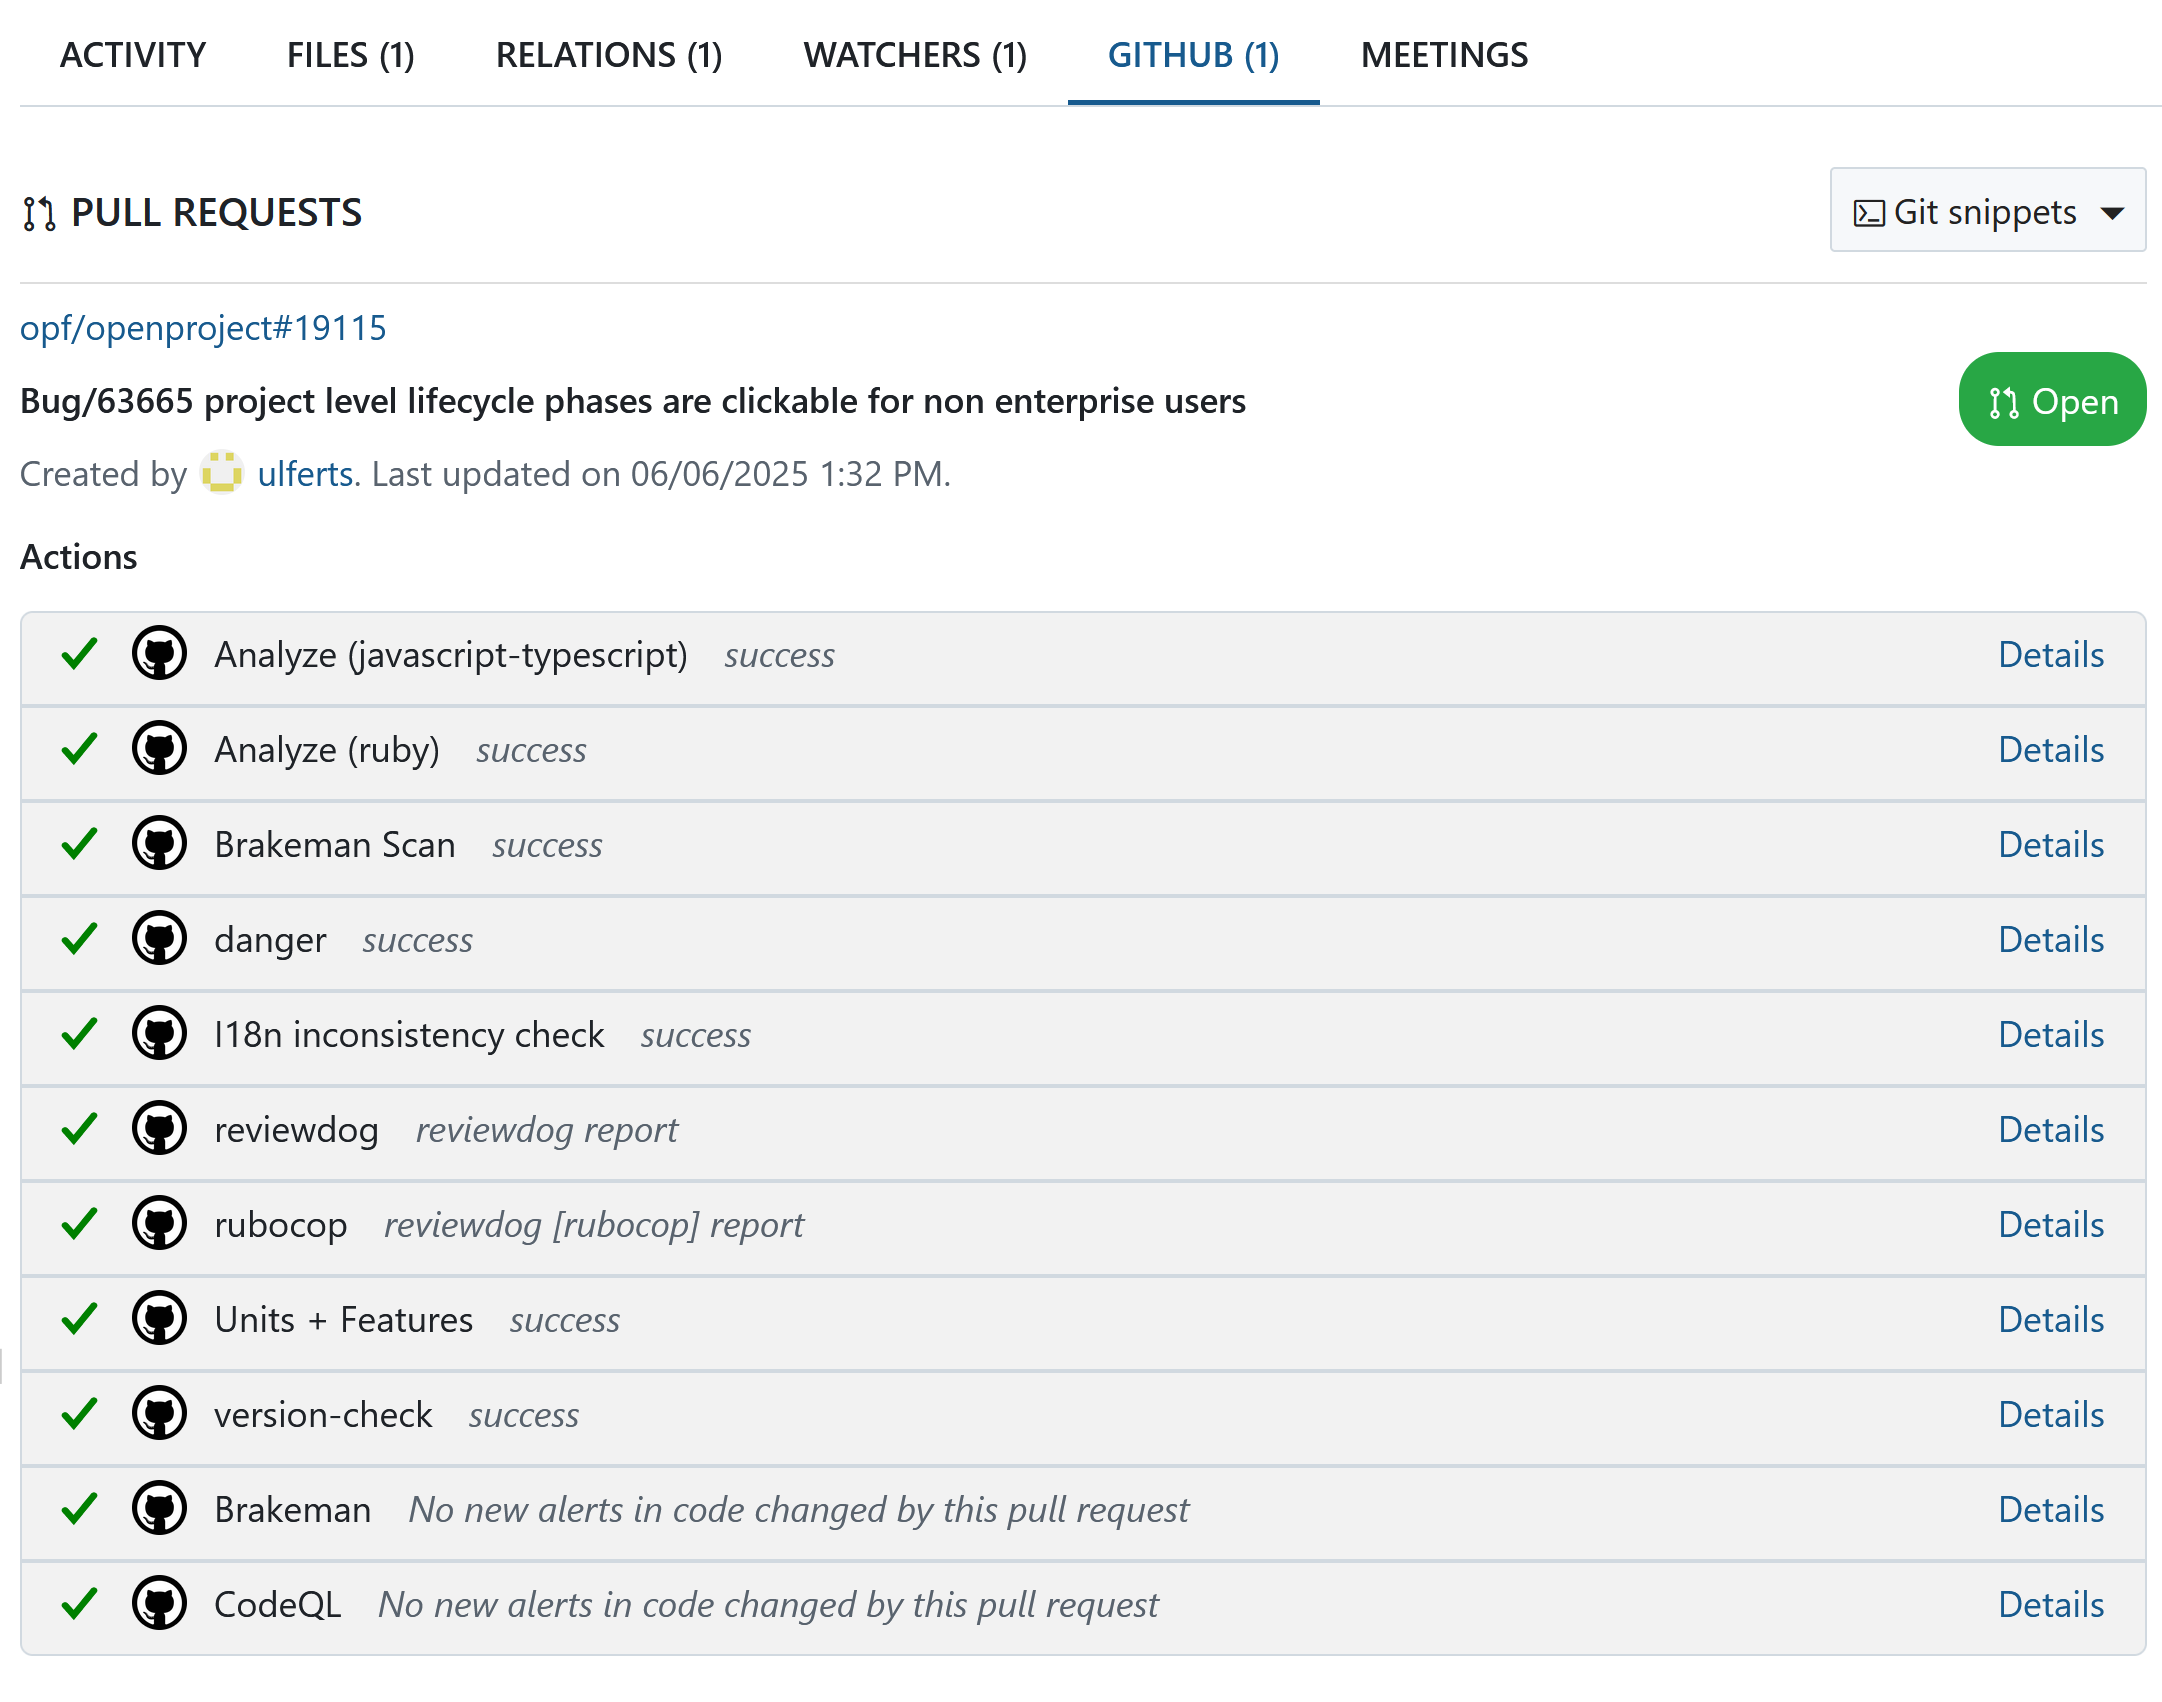 ACTIVITY FILES (1) RELATIONS (1) WATCHERS (1) GITHUB (1) MEETINGS
PULL REQUESTS Git snippets
opf/openproject#19115
Bug/63665 project level lifecycle phases are clickable for non enterprise users Open
Created by ulferts. Last updated on 06/06/2025 1:32 PM.
Actions
Analyze (javascript-typescript) success Details
Analyze (ruby) success Details
Brakeman Scan success Details
danger success Details
I18n inconsistency check success Details
reviewdog reviewdog report Details
rubocop reviewdog [rubocop] report Details
Units + Features success Details
version-check success Details
Brakeman No new alerts in code changed by this pull request Details
CodeQL No new alerts in code changed by this pull request Details